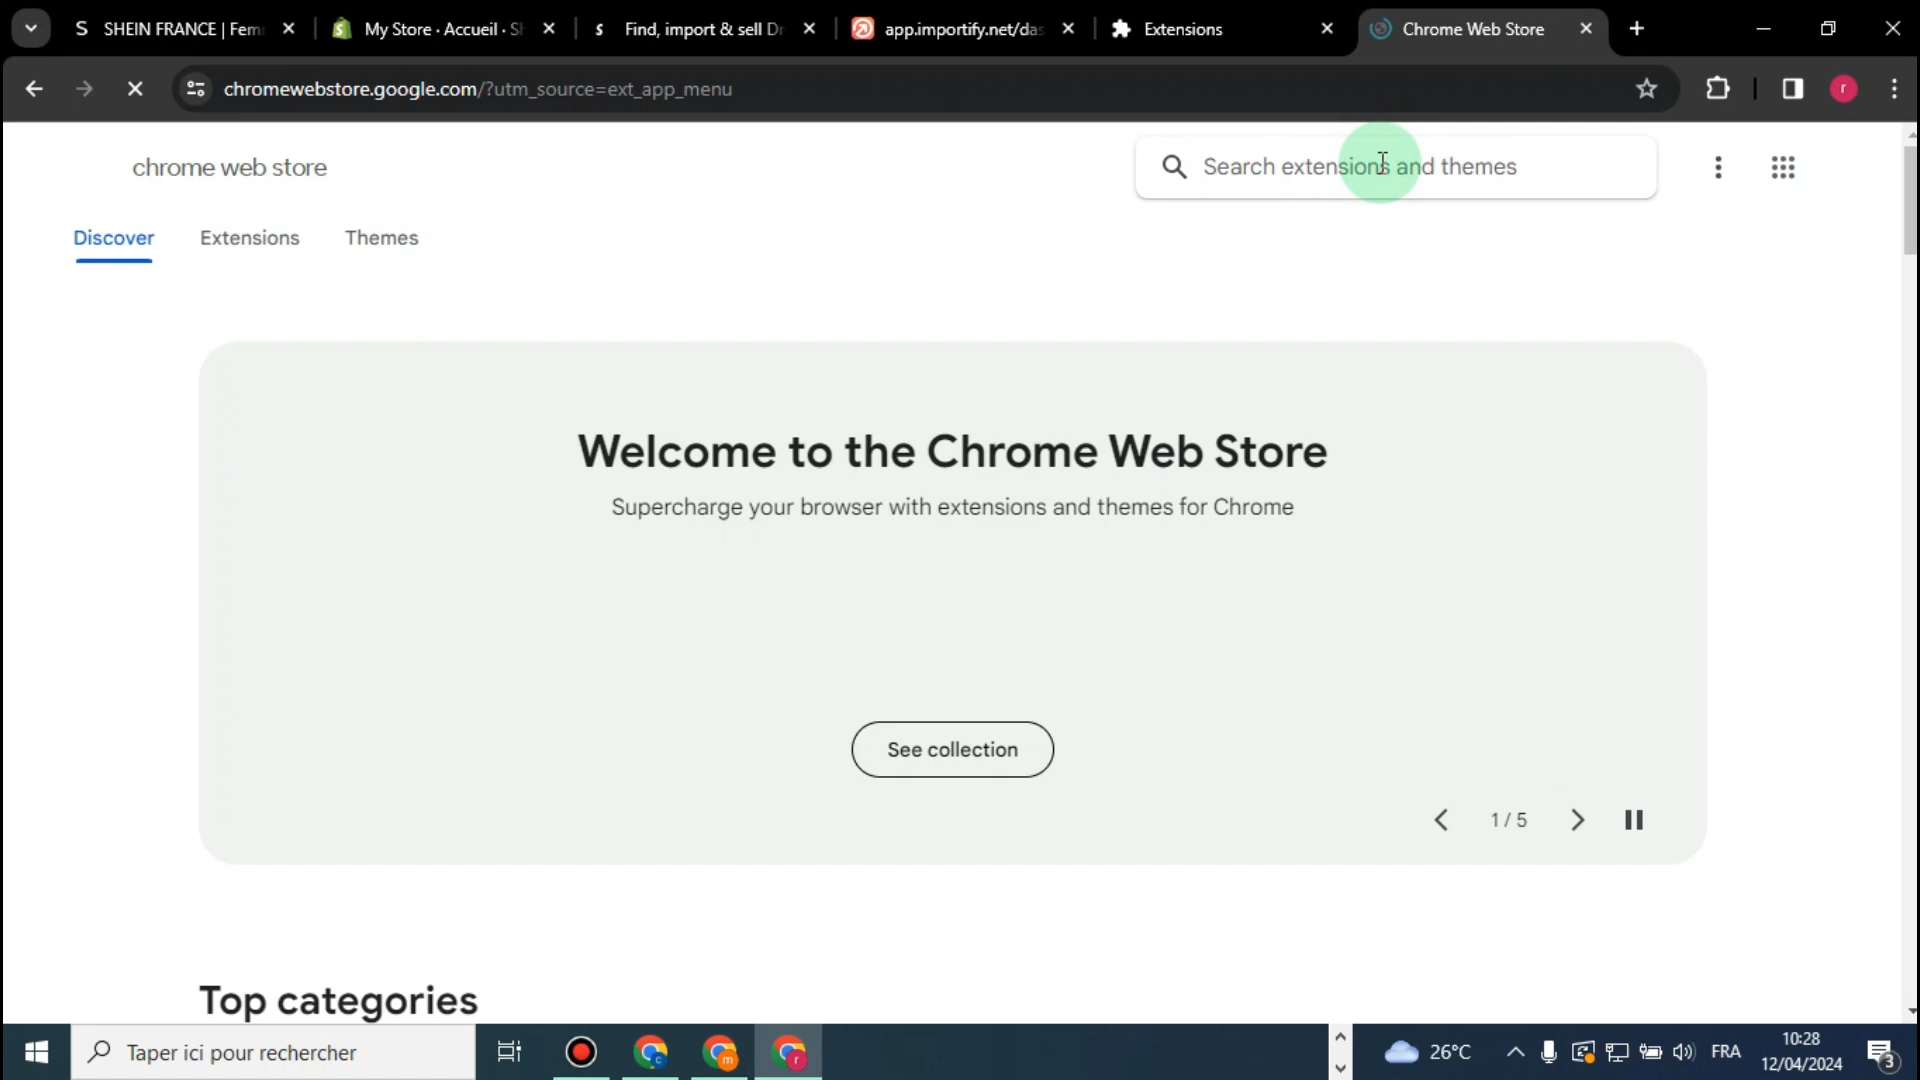 SHEIN FRANCE | Fem
My Store · Accueil · S
Find, import & sell Dr
app.importify.net/das
Extensions
Chrome Web Store
chromewebstore.google.com/?utm_source=ext_app_menu
r
chrome web store
Search extensions and themes
Discover
Extensions
Themes
Welcome to the Chrome Web Store
Supercharge your browser with extensions and themes for Chrome
See collection
1 / 5
Top categories
Taper ici pour rechercher
c
m
r
26°C
FRA
10:28
12/04/2024
3